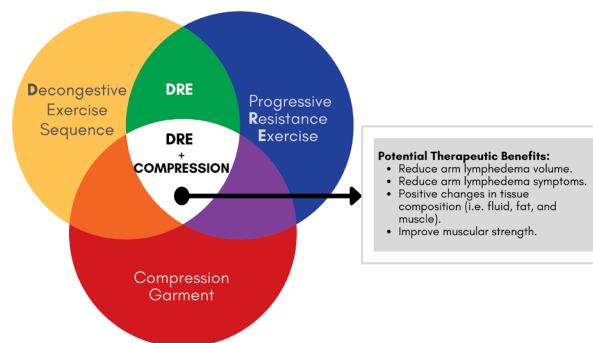 Decongestive
Exercise
Sequence
DRE
Progressive
Resistance
Exercise
DRE
+
COMPRESSION
Compression
Garment
Potential Therapeutic Benefits:
• Reduce arm lymphedema volume.
• Reduce arm lymphedema symptoms.
• Positive changes in tissue
composition (i.e. fluid, fat, and
muscle).
• Improve muscular strength.